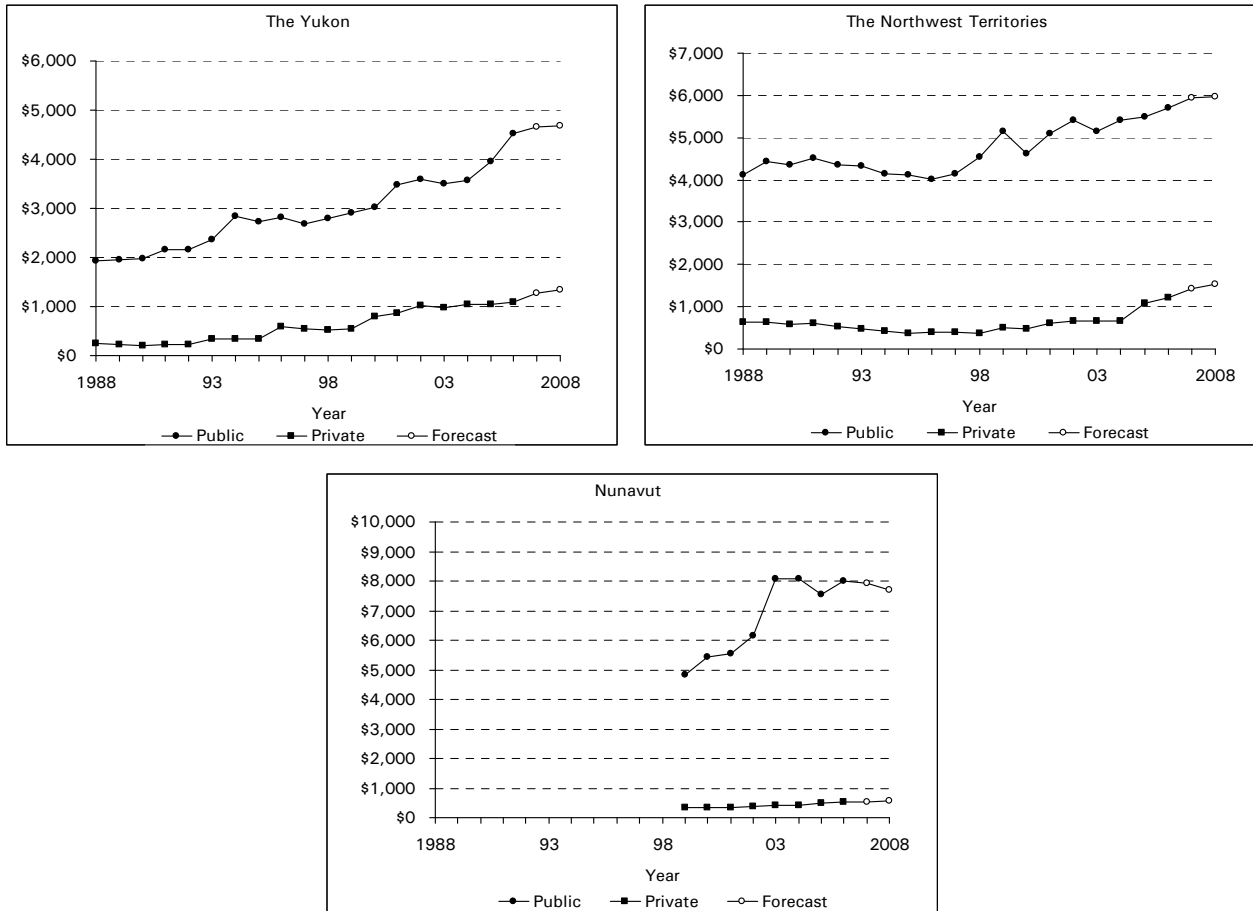 The Yukon
$6,000
$5,000
$4,000
$3,000
$2,000
$1,000
$0
1988 93 98 03 2008
Year
Public Private Forecast
The Northwest Territories
$7,000
$6,000
$5,000
$4,000
$3,000
$2,000
$1,000
$0
1988 93 98 03 2008
Year
Public Private Forecast
Nunavut
$10,000
$9,000
$8,000
$7,000
$6,000
$5,000
$4,000
$3,000
$2,000
$1,000
$0
1988 93 98 03 2008
Year
Public Private Forecast